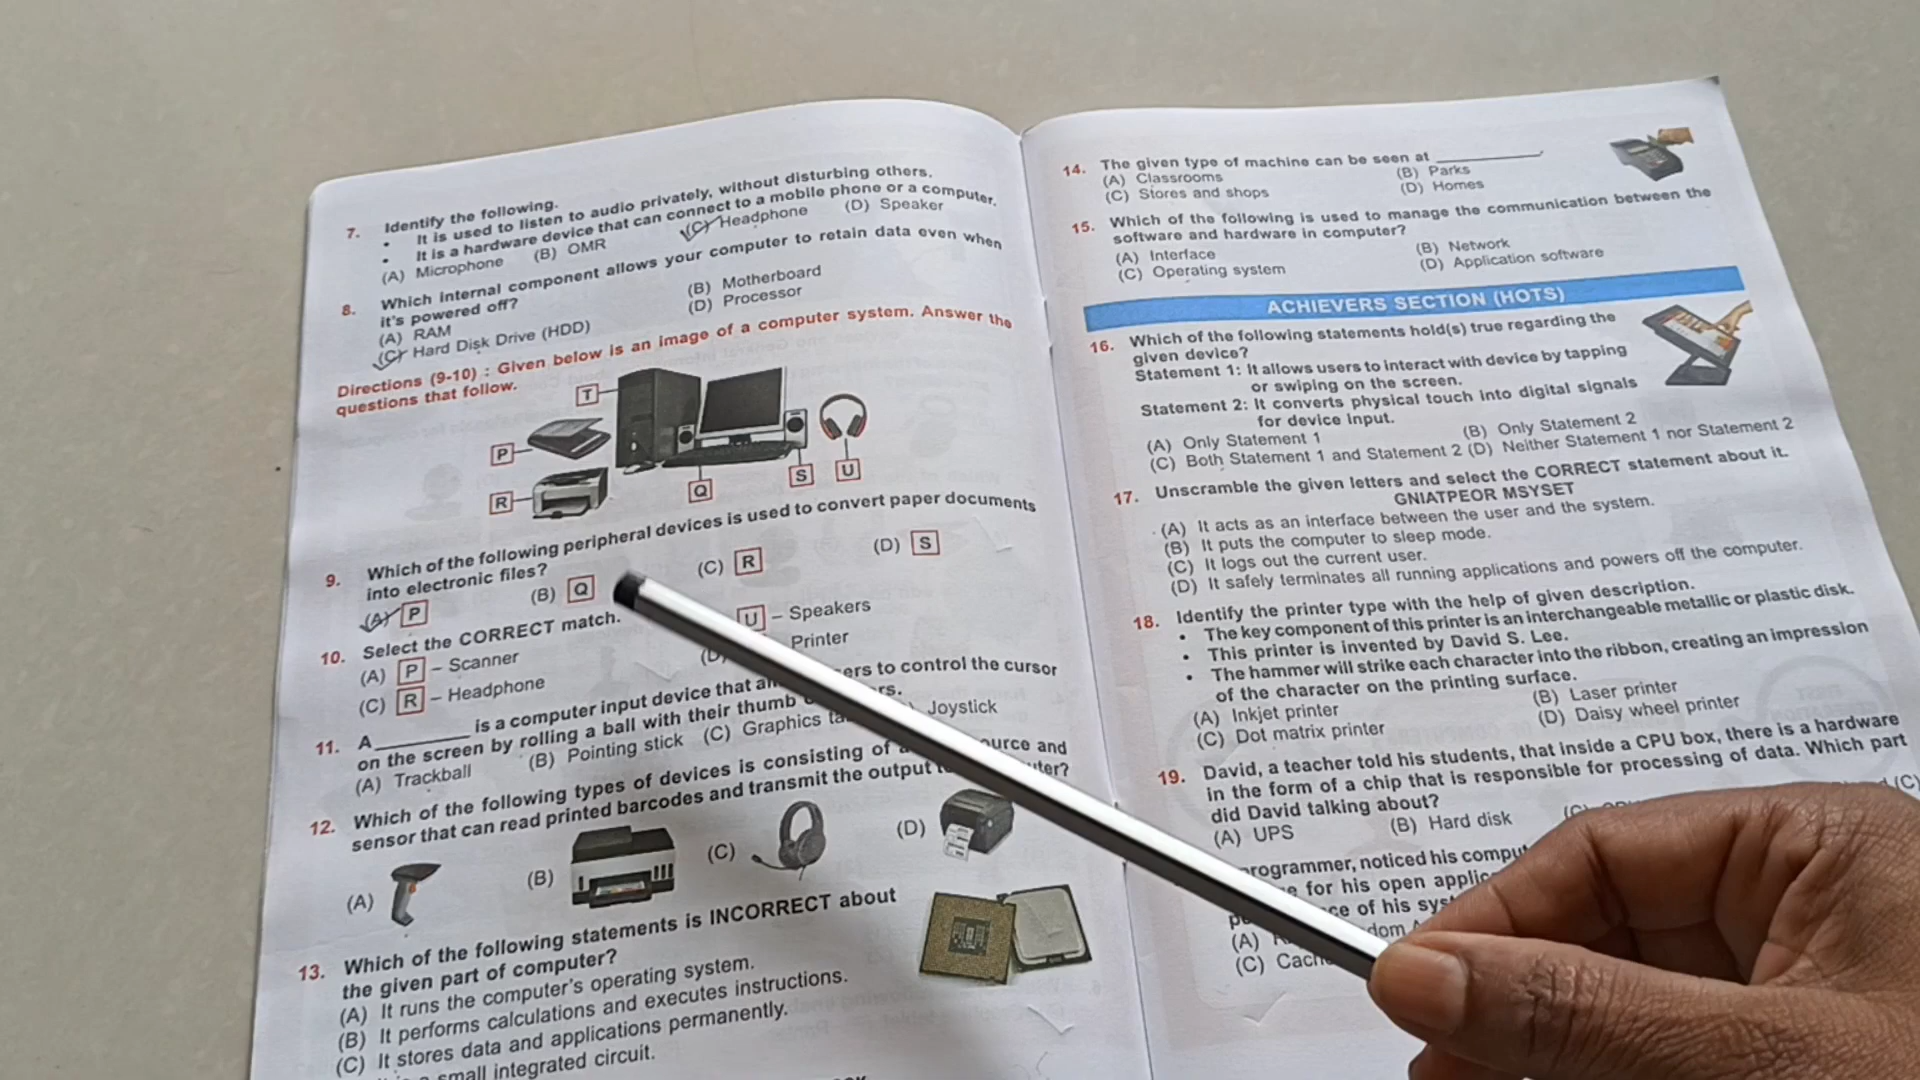 7. Identify the following.
• It is used to listen to audio privately, without disturbing others.
• It is a hardware device that can connect to a mobile phone or a computer.
(A) Microphone (B) OMR (C) Headphone (D) Speaker
8. Which internal component allows your computer to retain data even when
it's powered off?
(A) RAM (B) Motherboard
(C) Hard Disk Drive (HDD) (D) Processor
Directions (9-10) : Given below is an image of a computer system. Answer the
questions that follow.
T
P
R
Q
S
U
9. Which of the following peripheral devices is used to convert paper documents
into electronic files?
(A) P (B) Q (C) R (D) S
10. Select the CORRECT match.
(A) P – Scanner U – Speakers
(C) R – Headphone (D) Printer
11. A ________ is a computer input device that ers to control the cursor
on the screen by rolling a ball with their thumb rs.
(A) Trackball (B) Pointing stick (C) Graphics Joystick
12. Which of the following types of devices is consisting of urce and
sensor that can read printed barcodes and transmit the output uter?
(A) (B) (C) (D)
13. Which of the following statements is INCORRECT about
the given part of computer?
(A) It runs the computer's operating system.
(B) It performs calculations and executes instructions.
(C) It stores data and applications permanently.
small integrated circuit.
14. The given type of machine can be seen at ________.
(A) Classrooms (B) Parks
(C) Stores and shops (D) Homes
15. Which of the following is used to manage the communication between the
software and hardware in computer?
(A) Interface (B) Network
(C) Operating system (D) Application software
ACHIEVERS SECTION (HOTS)
16. Which of the following statements hold(s) true regarding the
given device?
Statement 1: It allows users to interact with device by tapping
or swiping on the screen.
Statement 2: It converts physical touch into digital signals
for device input.
(A) Only Statement 1 (B) Only Statement 2
(C) Both Statement 1 and Statement 2 (D) Neither Statement 1 nor Statement 2
17. Unscramble the given letters and select the CORRECT statement about it.
GNIATPEOR MSYSET
(A) It acts as an interface between the user and the system.
(B) It puts the computer to sleep mode.
(C) It logs out the current user.
(D) It safely terminates all running applications and powers off the computer.
18. Identify the printer type with the help of given description.
• The key component of this printer is an interchangeable metallic or plastic disk.
• This printer is invented by David S. Lee.
• The hammer will strike each character into the ribbon, creating an impression
of the character on the printing surface.
(A) Inkjet printer (B) Laser printer
(C) Dot matrix printer (D) Daisy wheel printer
19. David, a teacher told his students, that inside a CPU box, there is a hardware
in the form of a chip that is responsible for processing of data. Which part
did David talking about?
(A) UPS (B) Hard disk
programmer, noticed his comput
e for his open applic
ce of his sys
(A) dom
(C) Cach